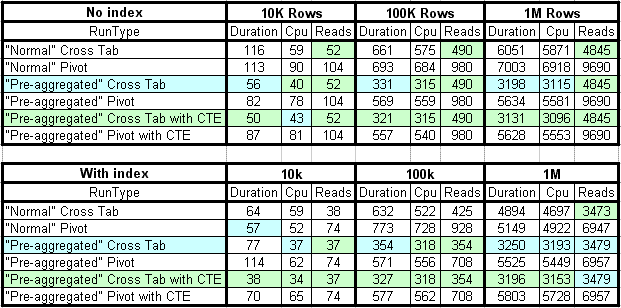 No index 10K Rows 100K Rows 1M Rows
RunType Duration Cpu Reads Duration Cpu Reads Duration Cpu Reads
"Normal" Cross Tab 116 59 52 661 575 490 6051 5871 4845
"Normal" Pivot 113 90 104 693 684 980 7003 6918 9690
"Pre-aggregated" Cross Tab 56 40 52 331 315 490 3198 3115 4845
"Pre-aggregated" Pivot 82 78 104 569 559 980 5634 5581 9690
"Pre-aggregated" Cross Tab with CTE 50 43 52 321 315 490 3131 3096 4845
"Pre-aggregated" Pivot with CTE 87 81 104 557 540 980 5628 5553 9690
With index 10k 100k 1M
RunType Duration Cpu Reads Duration Cpu Reads Duration Cpu Reads
"Normal" Cross Tab 64 59 38 632 522 425 4894 4697 3473
"Normal" Pivot 57 52 74 773 728 928 5149 4922 6947
"Pre-aggregated" Cross Tab 77 37 37 354 318 354 3250 3193 3479
"Pre-aggregated" Pivot 114 62 74 571 556 708 5525 5449 6957
"Pre-aggregated" Cross Tab with CTE 38 34 37 327 318 354 3196 3153 3479
"Pre-aggregated" Pivot with CTE 70 65 74 577 562 708 5803 5728 6957